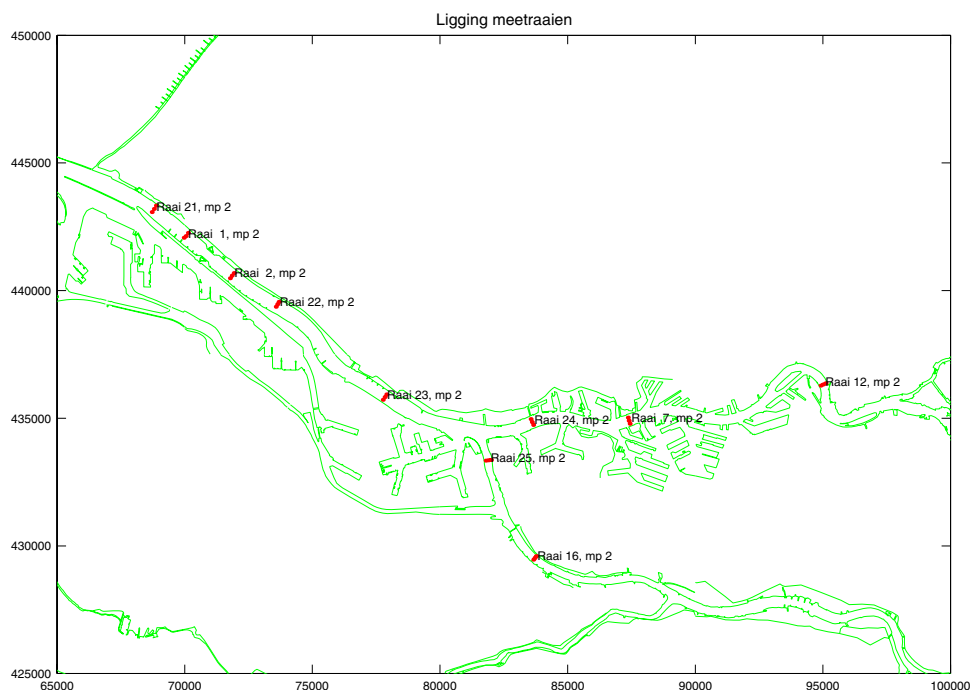 Ligging meetraaien
450000
445000
440000
435000
430000
425000
Raai 21, mp 2
Raai  1, mp 2
Raai  2, mp 2
Raai 22, mp 2
Raai 23, mp 2
Raai 12, mp 2
Raai 24, mp 2
Raai  7, mp 2
Raai 25, mp 2
Raai 16, mp 2
65000
70000
75000
80000
85000
90000
95000
100000